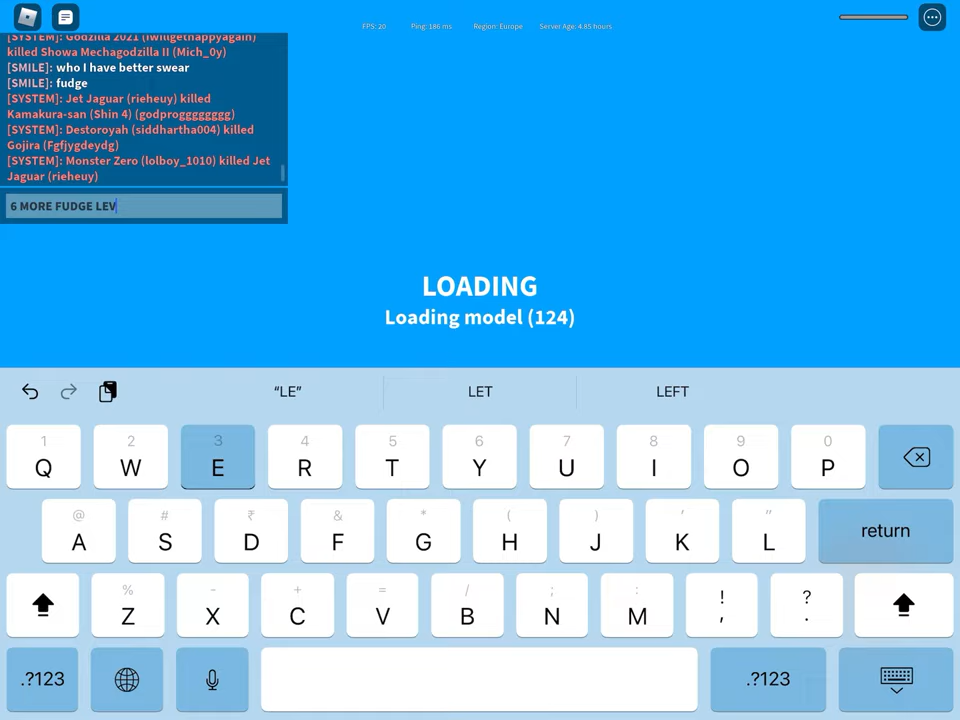 FPS: 20 Ping: 186 ms Region: Europe Server Age: 4.85 hours
[SYSTEM]: Godzilla 2021 (iwillgethappyagain)
killed Showa Mechagodzilla II (Mich_0y)
[SMILE]: who I have better swear
[SMILE]: fudge
[SYSTEM]: Jet Jaguar (rieheuy) killed
Kamakura-san (Shin 4) (godprogggggggg)
[SYSTEM]: Destoroyah (siddhartha004) killed
Gojira (Fgfjygdeydg)
[SYSTEM]: Monster Zero (lolboy_1010) killed Jet
Jaguar (rieheuy)
6 MORE FUDGE LEV
LOADING
Loading model (124)
“LE” LET LEFT
1 2 3 4 5 6 7 8 9 0
Q W E R T Y U I O P
@ # ₹ & * ( ) ' "
A S D F G H J K L return
% - + = / ; : ! ?
Z X C V B N M , .
.?123 .?123